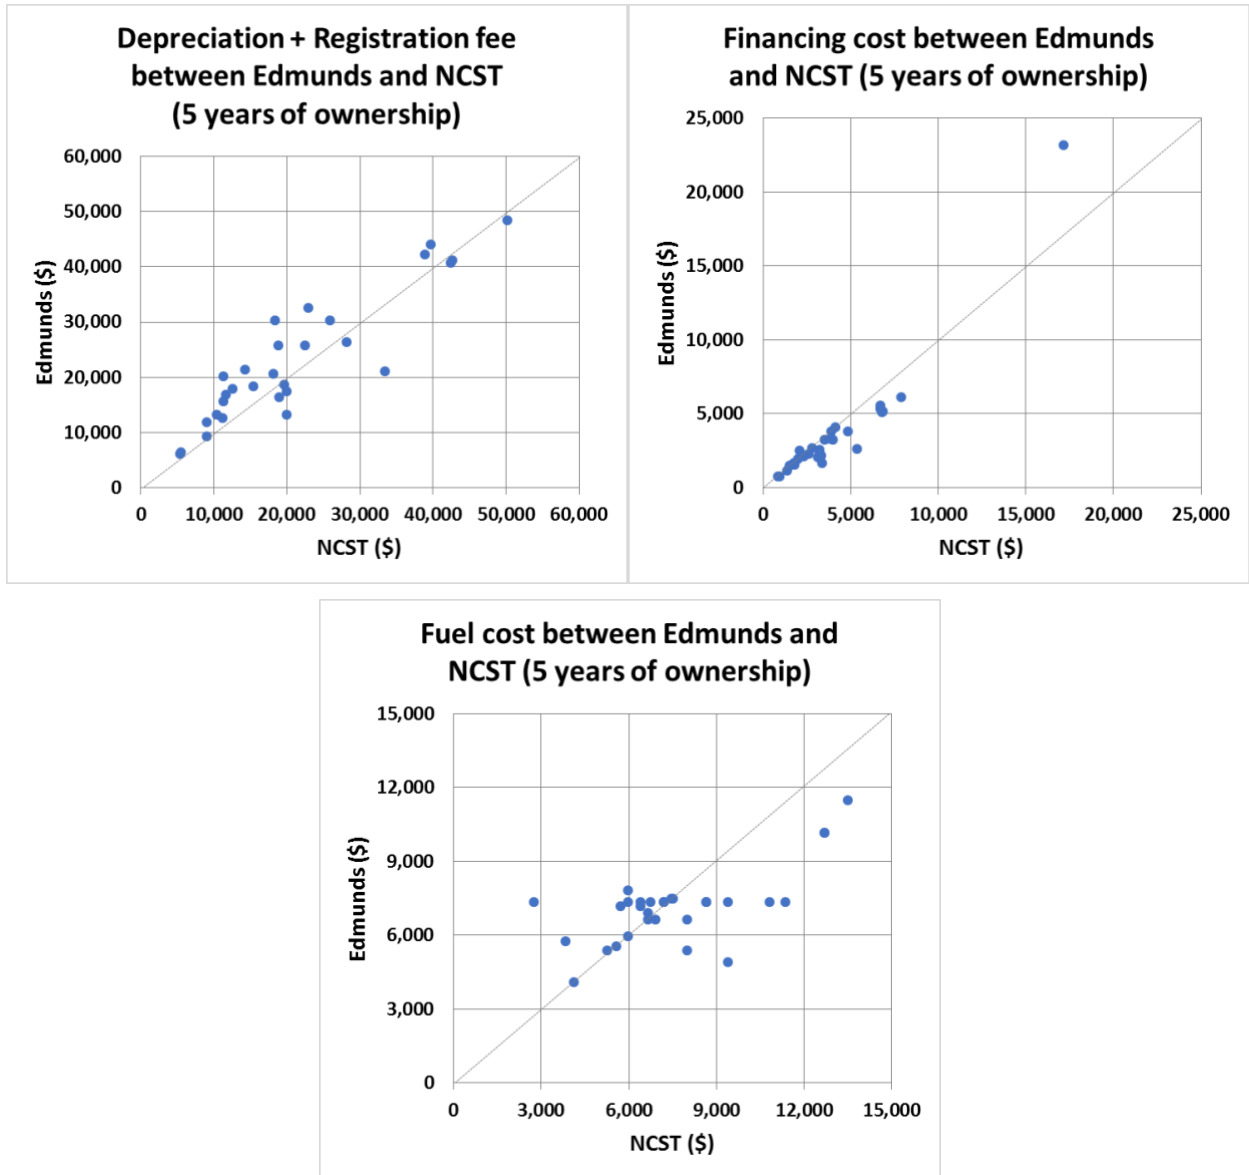 Depreciation + Registration fee
between Edmunds and NCST
(5 years of ownership)
60,000
50,000
40,000
30,000
20,000
10,000
0
Edmunds ($)
0 10,000 20,000 30,000 40,000 50,000 60,000
NCST ($)
Financing cost between Edmunds
and NCST (5 years of ownership)
25,000
20,000
15,000
10,000
5,000
0
Edmunds ($)
0 5,000 10,000 15,000 20,000 25,000
NCST ($)
Fuel cost between Edmunds and
NCST (5 years of ownership)
15,000
12,000
9,000
6,000
3,000
0
Edmunds ($)
0 3,000 6,000 9,000 12,000 15,000
NCST ($)